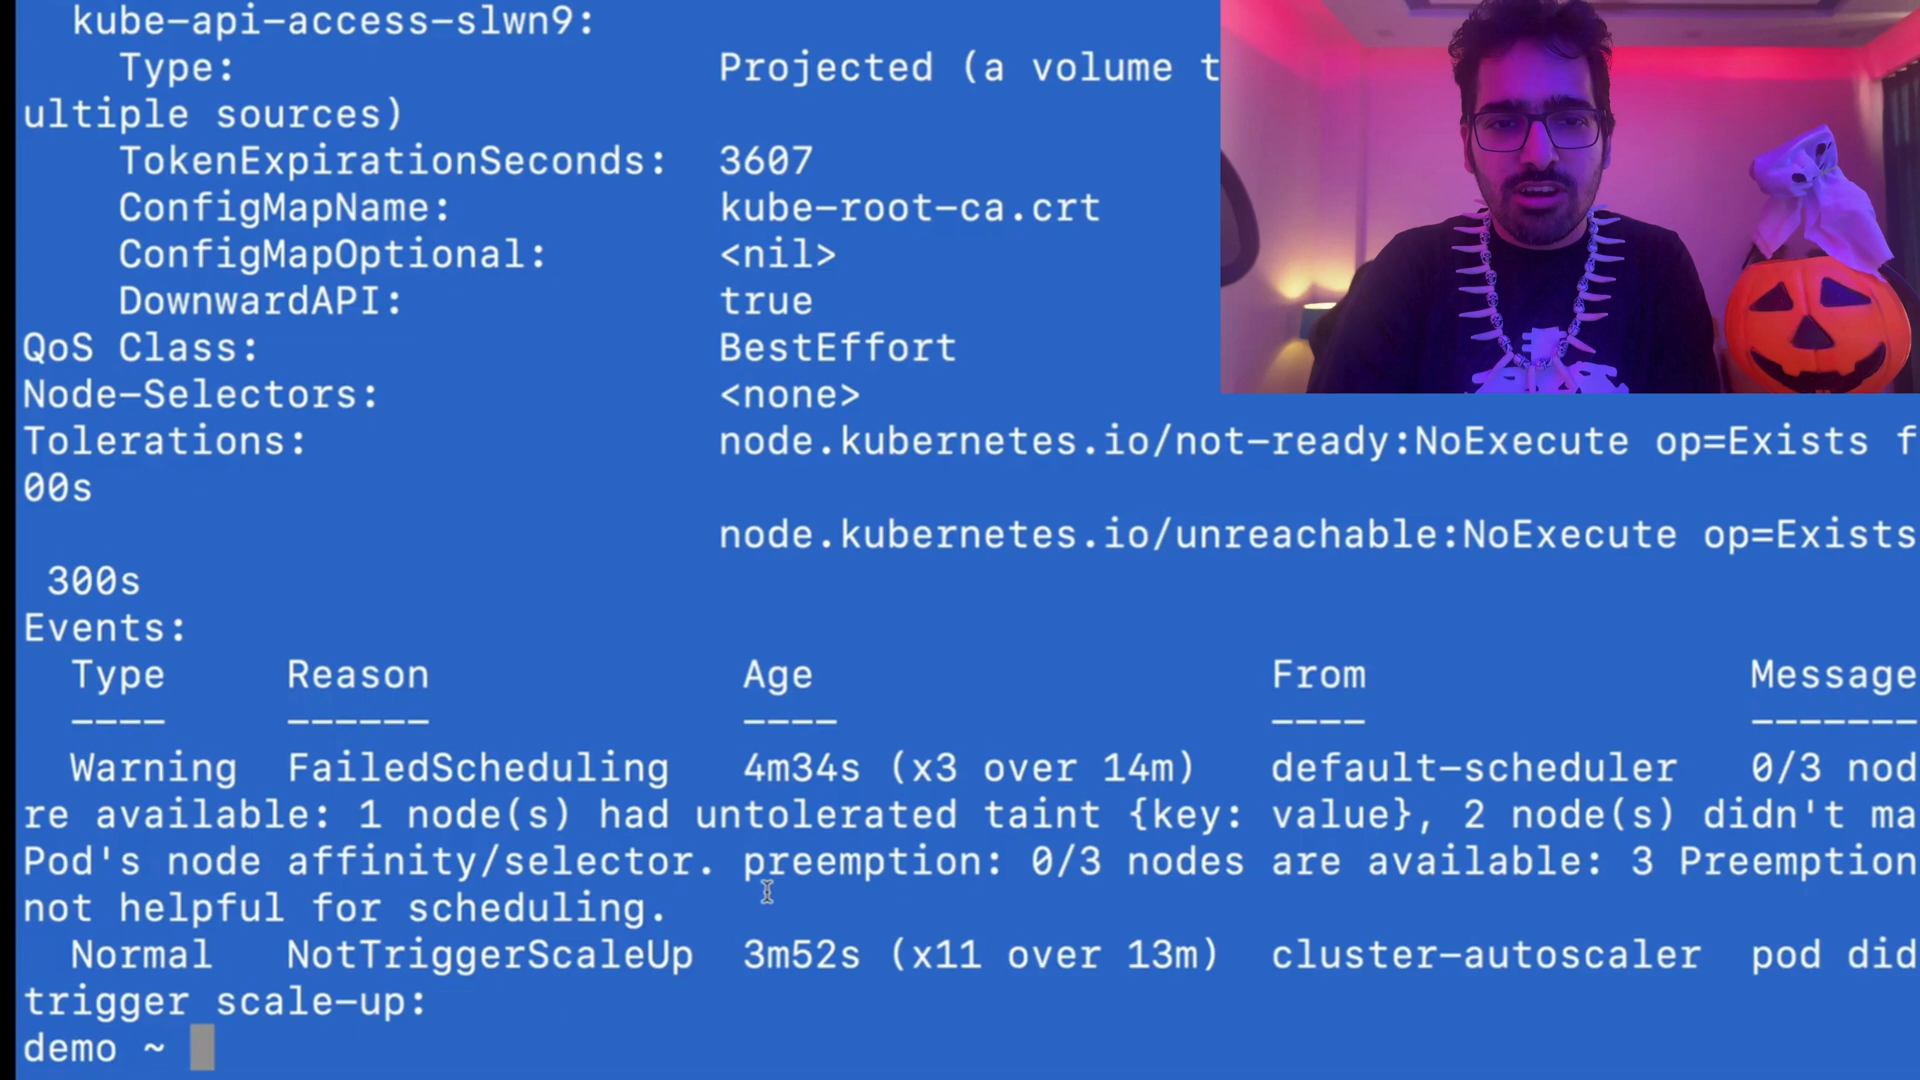 kube-api-access-slwn9:
Type: Projected (a volume t
ultiple sources)
TokenExpirationSeconds: 3607
ConfigMapName: kube-root-ca.crt
ConfigMapOptional: <nil>
DownwardAPI: true
QoS Class: BestEffort
Node-Selectors: <none>
Tolerations: node.kubernetes.io/not-ready:NoExecute op=Exists f
00s
node.kubernetes.io/unreachable:NoExecute op=Exists
300s
Events:
Type Reason Age From Message
---- ------ ---- ---- -------
Warning FailedScheduling 4m34s (x3 over 14m) default-scheduler 0/3 nod
re available: 1 node(s) had untolerated taint {key: value}, 2 node(s) didn't ma
Pod's node affinity/selector. preemption: 0/3 nodes are available: 3 Preemption
not helpful for scheduling.
Normal NotTriggerScaleUp 3m52s (x11 over 13m) cluster-autoscaler pod did
trigger scale-up:
demo ~